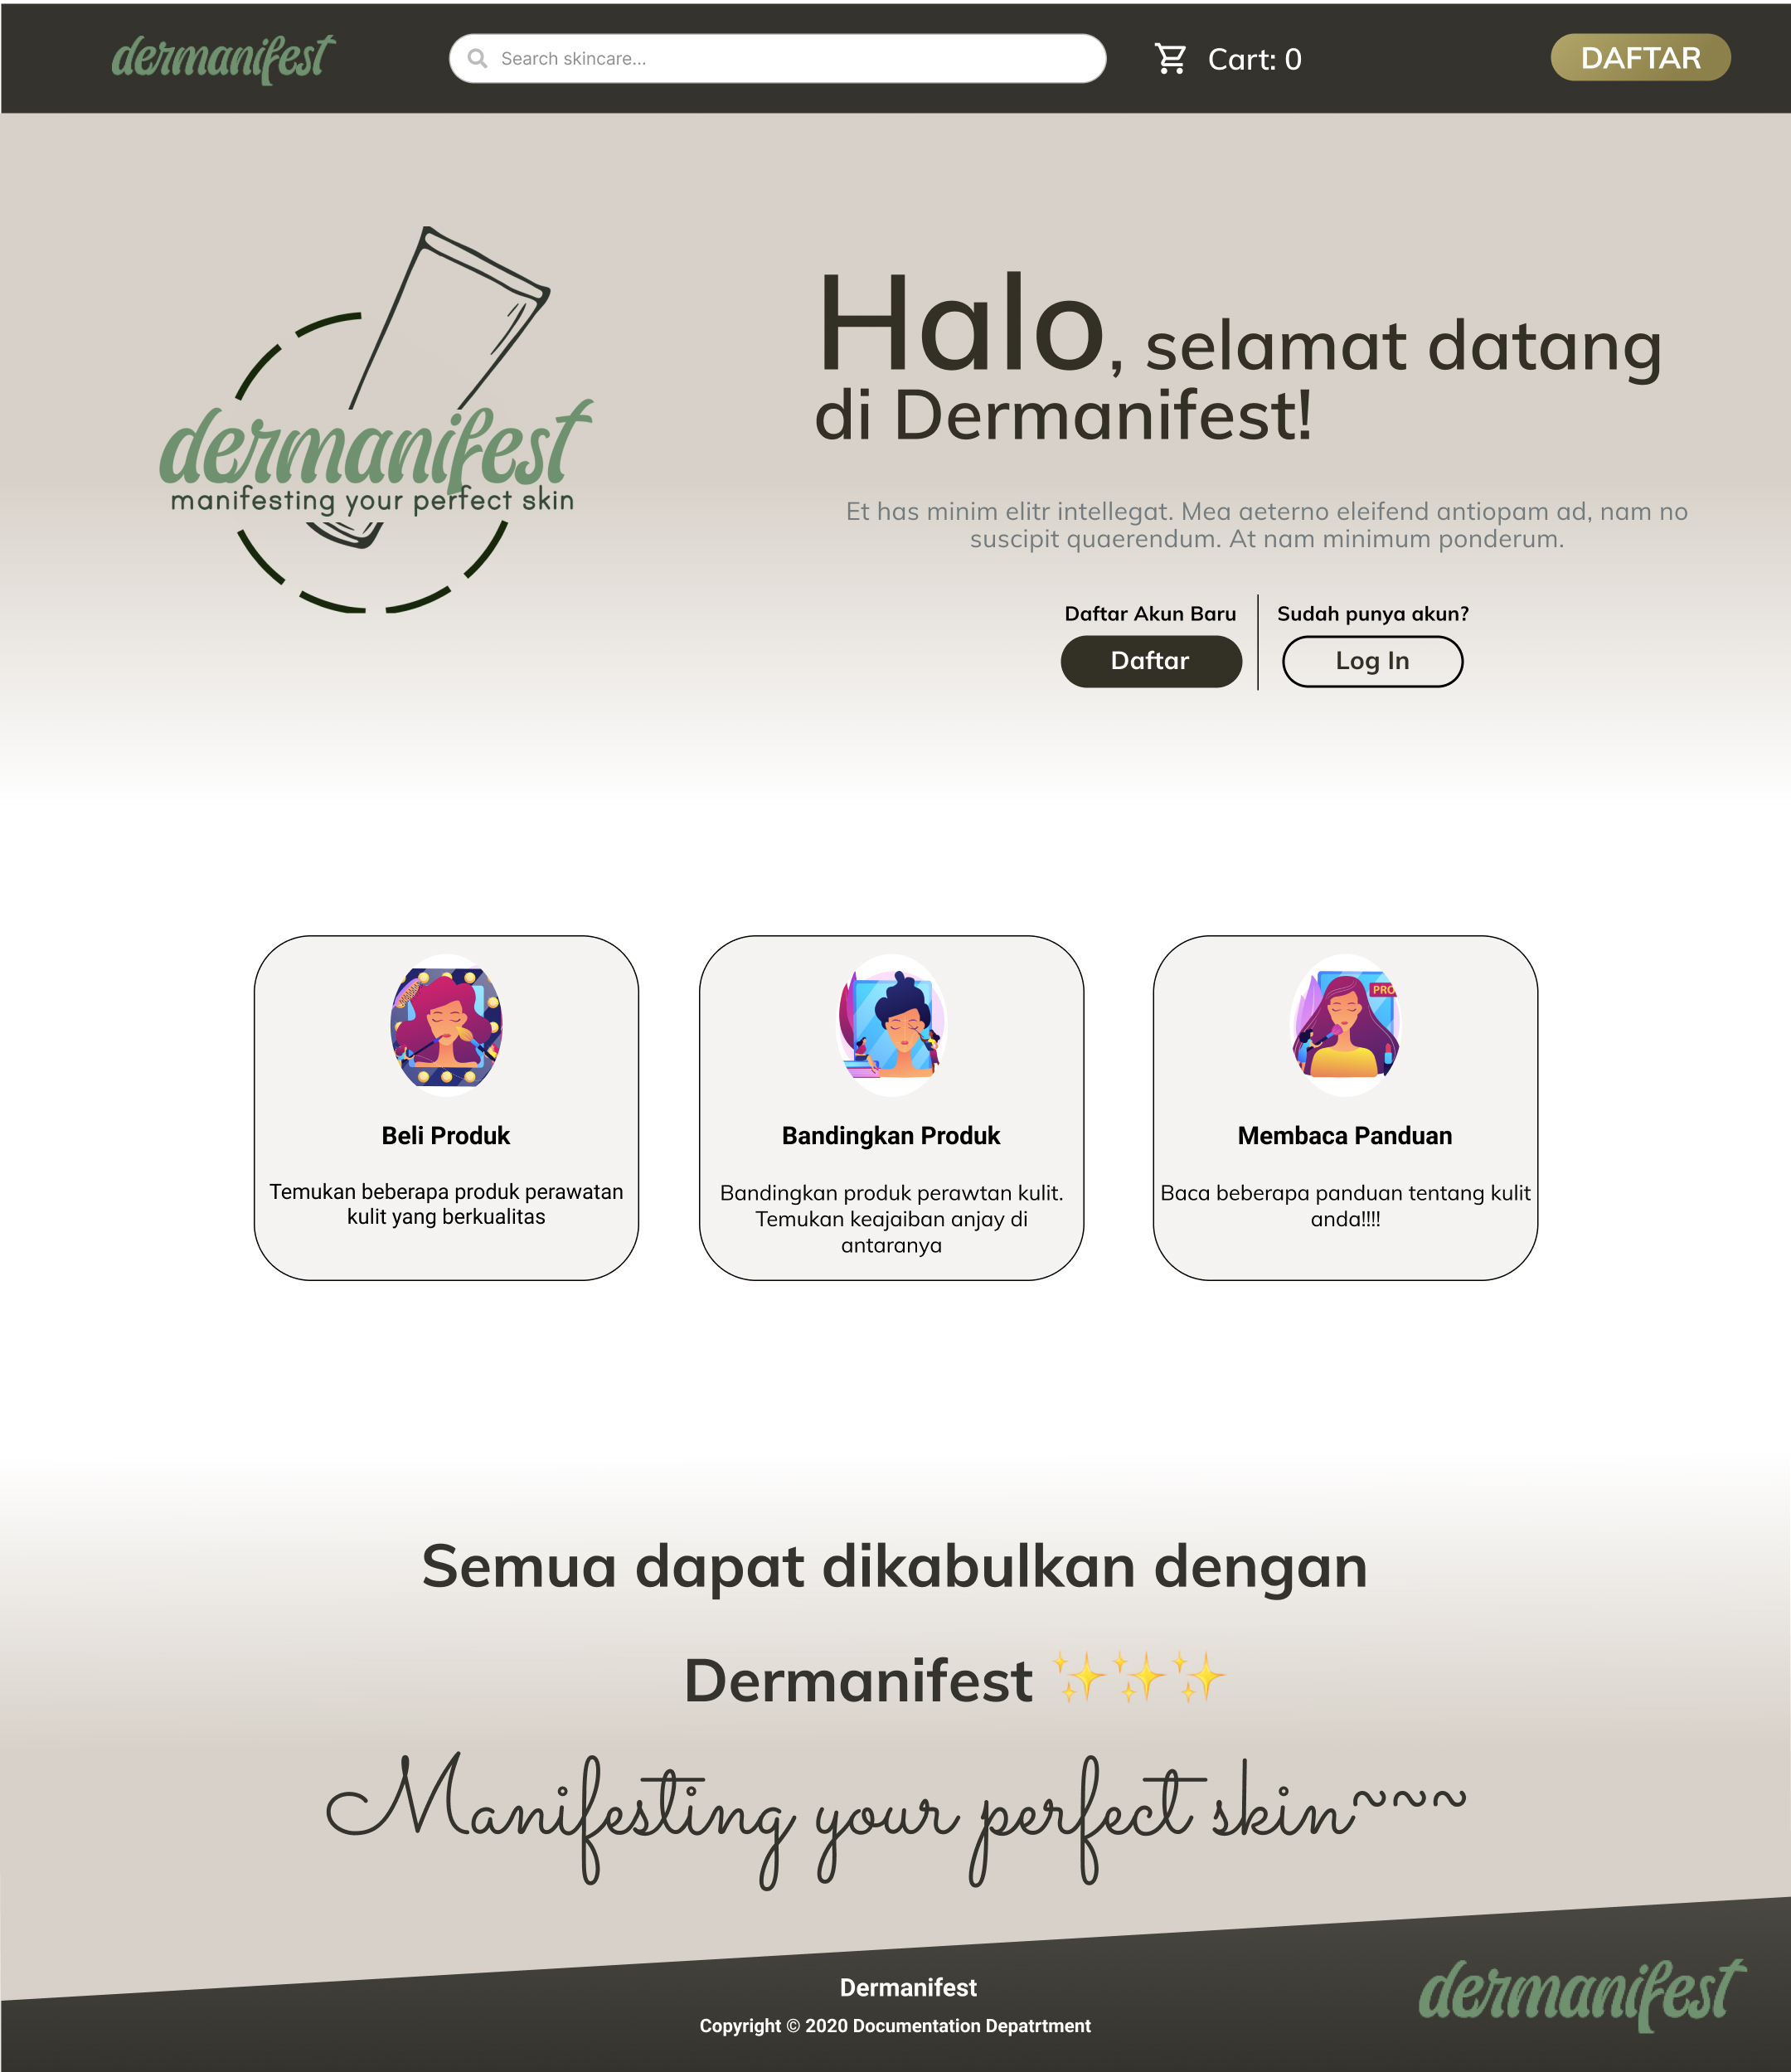 dermanifest
Search skincare...
Cart: 0
DAFTAR
dermanifest
manifesting your perfect skin
Halo, selamat datang
di Dermanifest!
Et has minim elitr intellegat. Mea aeterno eleifend antiopam ad, nam no
suscipit quaerendum. At nam minimum ponderum.
Daftar Akun Baru
Daftar
Sudah punya akun?
Log In
Beli Produk
Temukan beberapa produk perawatan
kulit yang berkualitas
Bandingkan Produk
Bandingkan produk perawtan kulit.
Temukan keajaiban anjay di
antaranya
PRO
Membaca Panduan
Baca beberapa panduan tentang kulit
anda!!!!
Semua dapat dikabulkan dengan
Dermanifest ✨✨✨
Manifesting your perfect skin~~~
Dermanifest
Copyright © 2020 Documentation Depatrtment
dermanifest